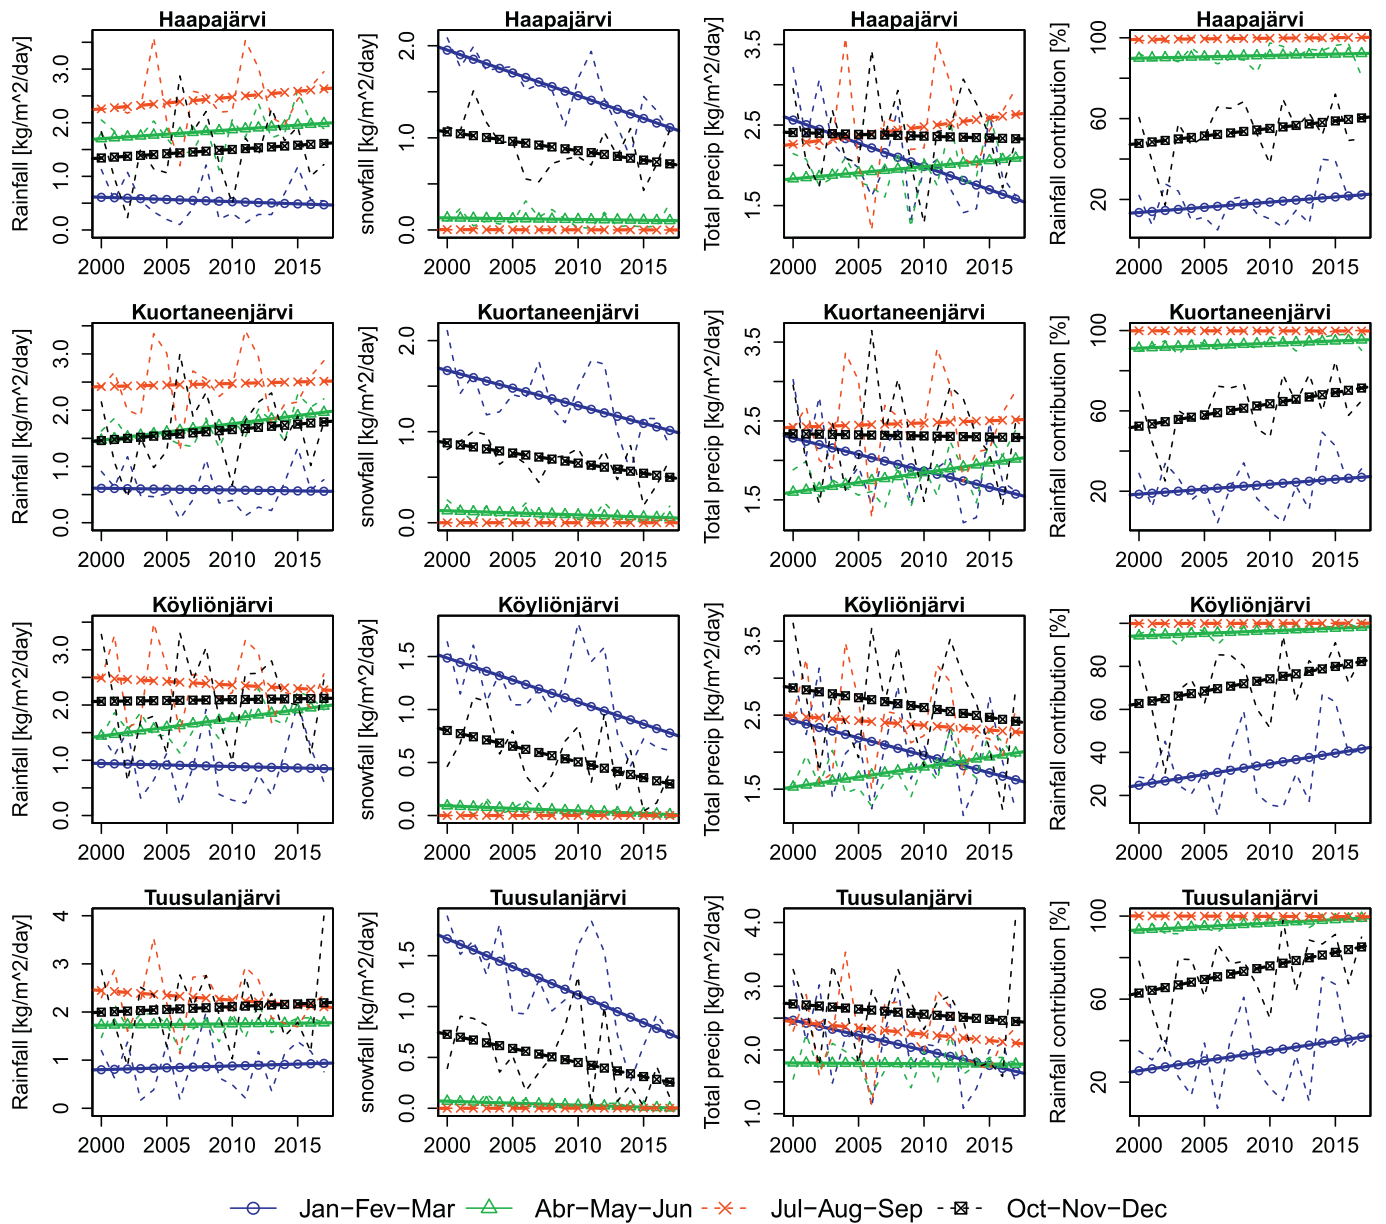 Haapajärvi Haapajärvi Haapajärvi Haapajärvi
Rainfall [kg/m^2/day] 0.0 1.0 2.0 3.0
snowfall [kg/m^2/day] 0.0 1.0 2.0
Total precip [kg/m^2/day] 1.5 2.5 3.5
Rainfall contribution [%] 20 60 100
2000 2005 2010 2015 2000 2005 2010 2015 2000 2005 2010 2015 2000 2005 2010 2015
Kuortaneenjärvi Kuortaneenjärvi Kuortaneenjärvi Kuortaneenjärvi
Rainfall [kg/m^2/day] 0.0 1.0 2.0 3.0
snowfall [kg/m^2/day] 0.0 1.0 2.0
Total precip [kg/m^2/day] 1.5 2.5 3.5
Rainfall contribution [%] 20 60 100
2000 2005 2010 2015 2000 2005 2010 2015 2000 2005 2010 2015 2000 2005 2010 2015
Köyliönjärvi Köyliönjärvi Köyliönjärvi Köyliönjärvi
Rainfall [kg/m^2/day] 0.0 1.0 2.0 3.0
snowfall [kg/m^2/day] 0.0 0.5 1.0 1.5
Total precip [kg/m^2/day] 1.5 2.5 3.5
Rainfall contribution [%] 20 40 60 80
2000 2005 2010 2015 2000 2005 2010 2015 2000 2005 2010 2015 2000 2005 2010 2015
Tuusulanjärvi Tuusulanjärvi Tuusulanjärvi Tuusulanjärvi
Rainfall [kg/m^2/day] 0 1 2 3 4
snowfall [kg/m^2/day] 0.0 0.5 1.0 1.5
Total precip [kg/m^2/day] 1.0 2.0 3.0 4.0
Rainfall contribution [%] 20 60 100
2000 2005 2010 2015 2000 2005 2010 2015 2000 2005 2010 2015 2000 2005 2010 2015
Jan−Fev−Mar Abr−May−Jun Jul−Aug−Sep Oct−Nov−Dec